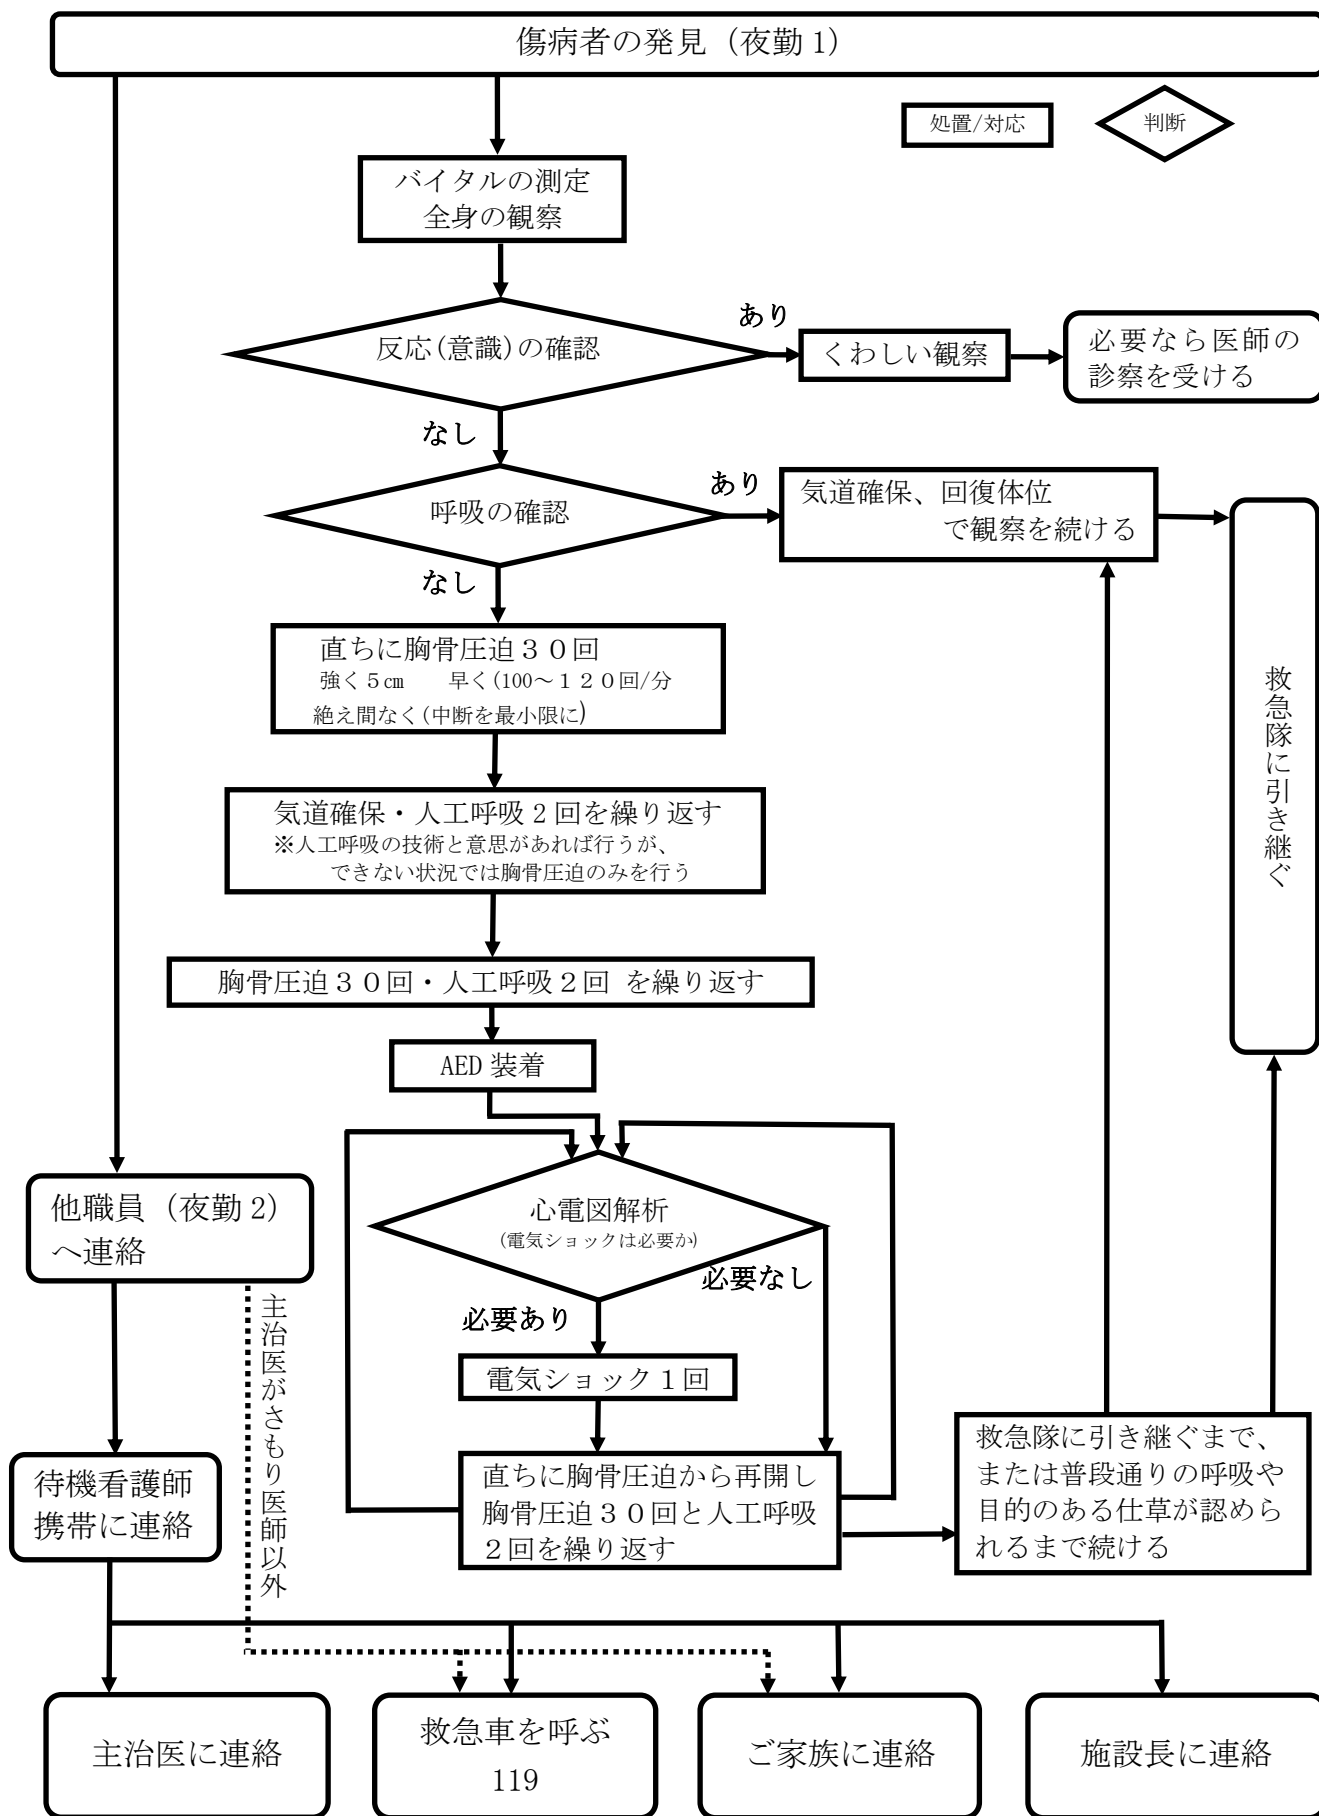 傷病者の発見（夜勤1）
処置/対応
判断
バイタルの測定
全身の観察
反応(意識)の確認
あり
くわしい観察
必要なら医師の
診察を受ける
なし
呼吸の確認
あり
気道確保、回復体位
で観察を続ける
救急隊に引き継ぐ
なし
直ちに胸骨圧迫３０回
強く５㎝　　早く(100～１２０回/分
絶え間なく(中断を最小限に)
気道確保・人工呼吸２回を繰り返す
※人工呼吸の技術と意思があれば行うが、
できない状況では胸骨圧迫のみを行う
胸骨圧迫３０回・人工呼吸２回 を繰り返す
AED 装着
心電図解析
(電気ショックは必要か)
必要なし
必要あり
電気ショック１回
直ちに胸骨圧迫から再開し
胸骨圧迫３０回と人工呼吸
２回を繰り返す
救急隊に引き継ぐまで、
または普段通りの呼吸や
目的のある仕草が認めら
れるまで続ける
他職員（夜勤2）
へ連絡
主治医がさもり医師以外
待機看護師
携帯に連絡
主治医に連絡
救急車を呼ぶ
119
ご家族に連絡
施設長に連絡